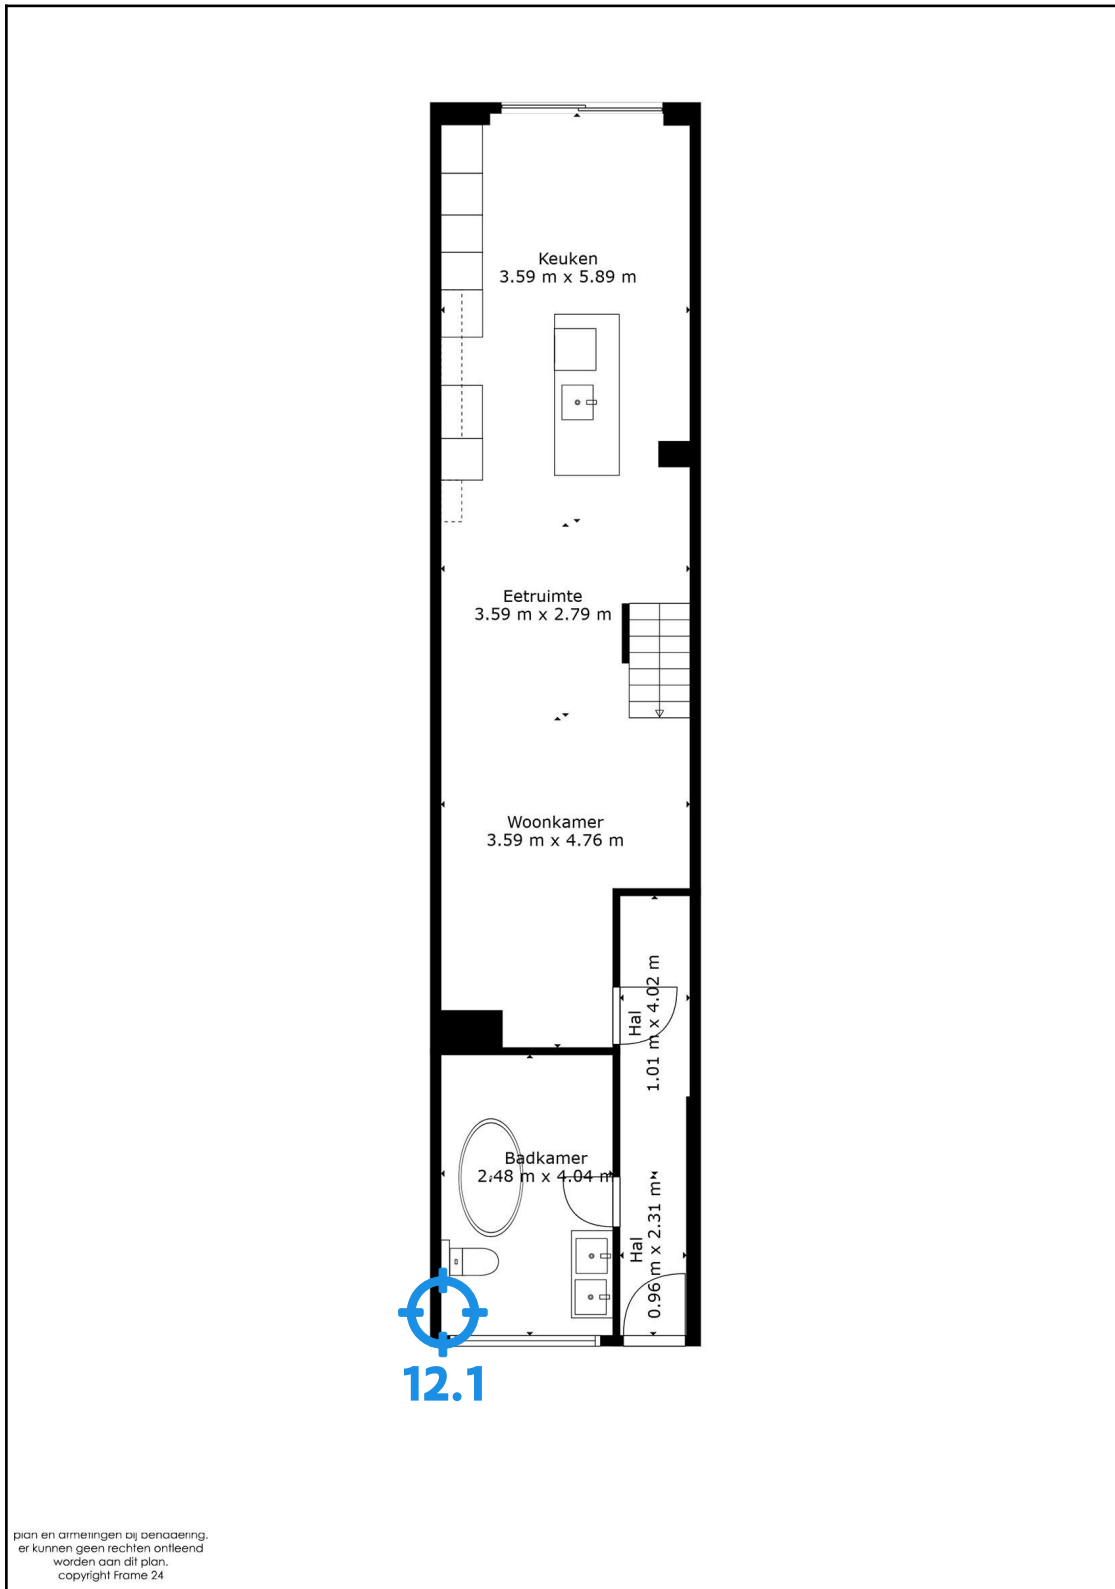 Keuken
3.59 m x 5.89 m
Eetruimte
3.59 m x 2.79 m
Woonkamer
3.59 m x 4.76 m
Hal
1.01 m x 4.02 m
Badkamer
2.48 m x 4.04 m
Hal
0.96 m x 2.31 m
12.1
plan en afmetingen bij benadering.
er kunnen geen rechten ontleend
worden aan dit plan.
copyright Frame 24